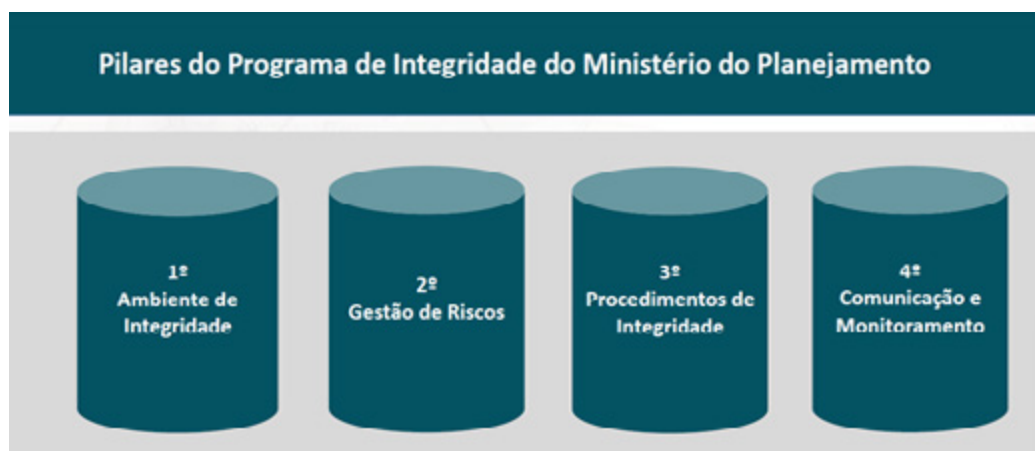 Pilares do Programa de Integridade do Ministério do Planejamento
1º
Ambiente de
Integridade
2º
Gestão de Riscos
3º
Procedimentos de
Integridade
4º
Comunicação e
Monitoramento